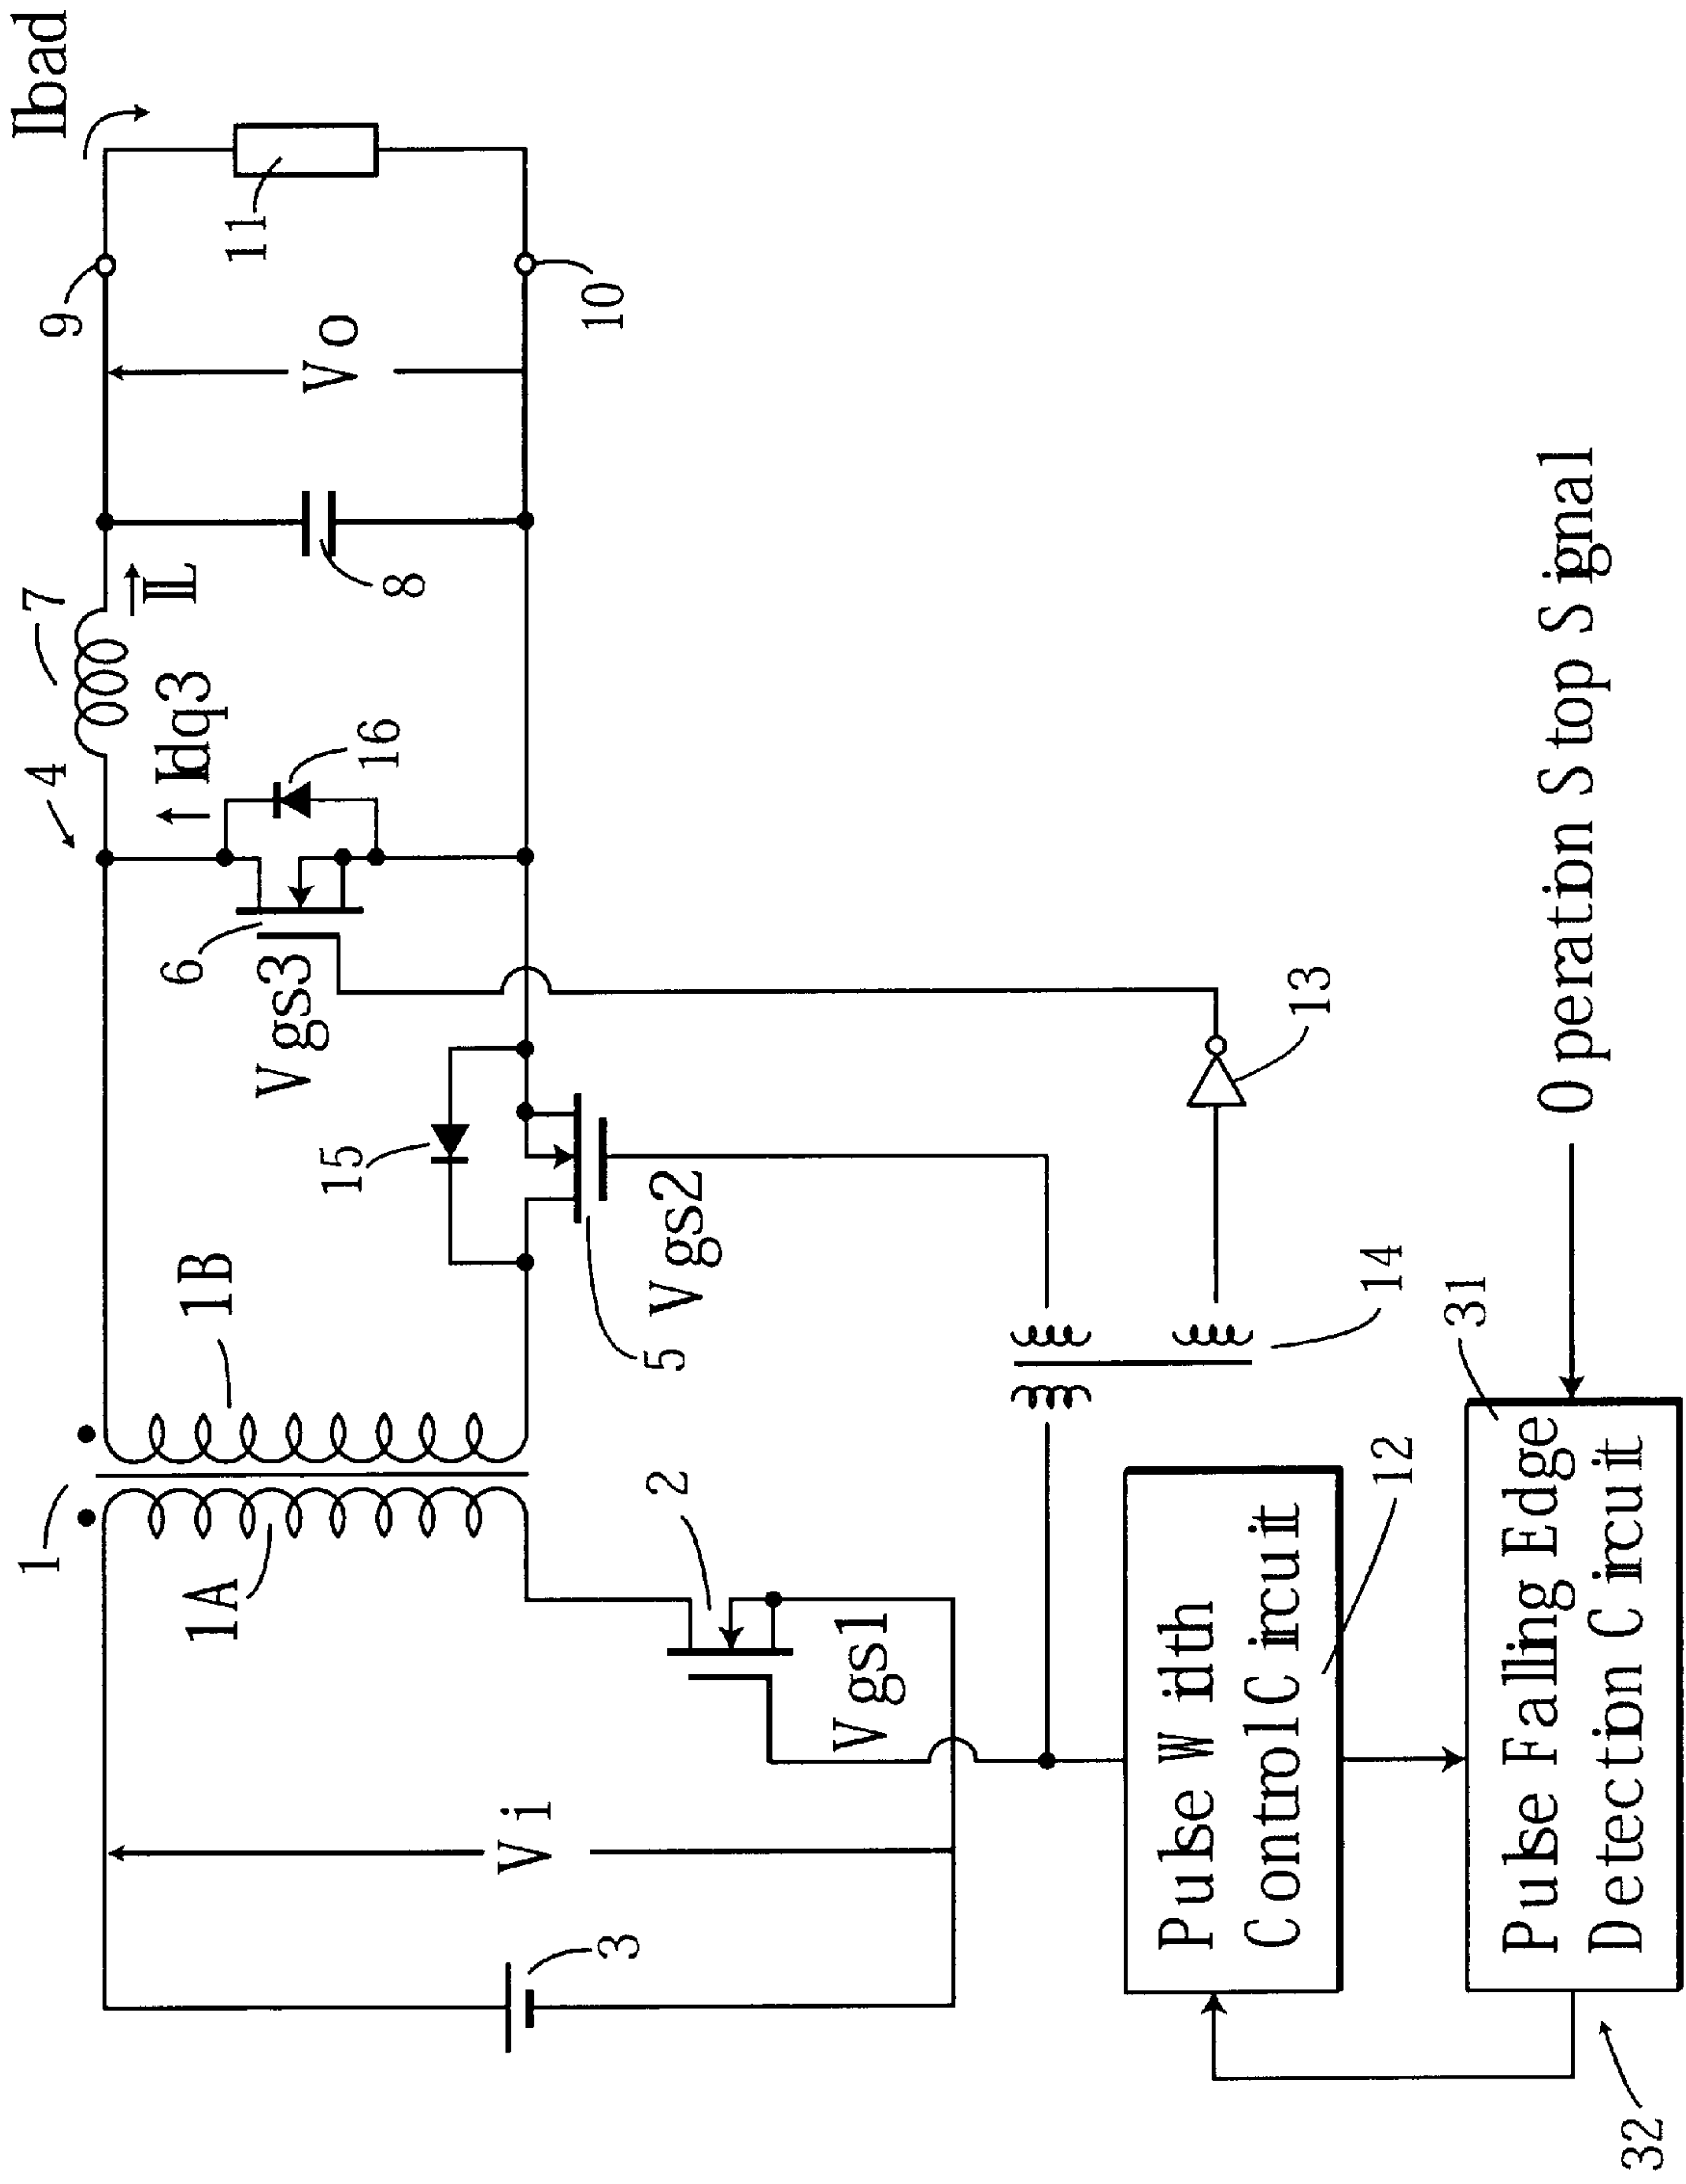 Iload
9
11
10
Vo
8
7
IL
4
Idq3
16
6
Vgs3
15
Vgs2
5
13
1B
1
1A
2
Vgs1
14
Vi
3
Pulse Width
Control Circuit
12
Operation Stop Signal
31
Pulse Falling Edge
Detection Circuit
32